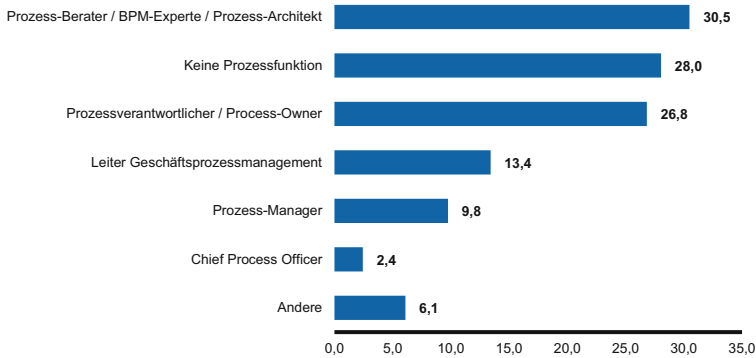 Prozess-Berater / BPM-Experte / Prozess-Architekt 30,5
Keine Prozessfunktion 28,0
Prozessverantwortlicher / Process-Owner 26,8
Leiter Geschäftsprozessmanagement 13,4
Prozess-Manager 9,8
Chief Process Officer 2,4
Andere 6,1
0,0 5,0 10,0 15,0 20,0 25,0 30,0 35,0